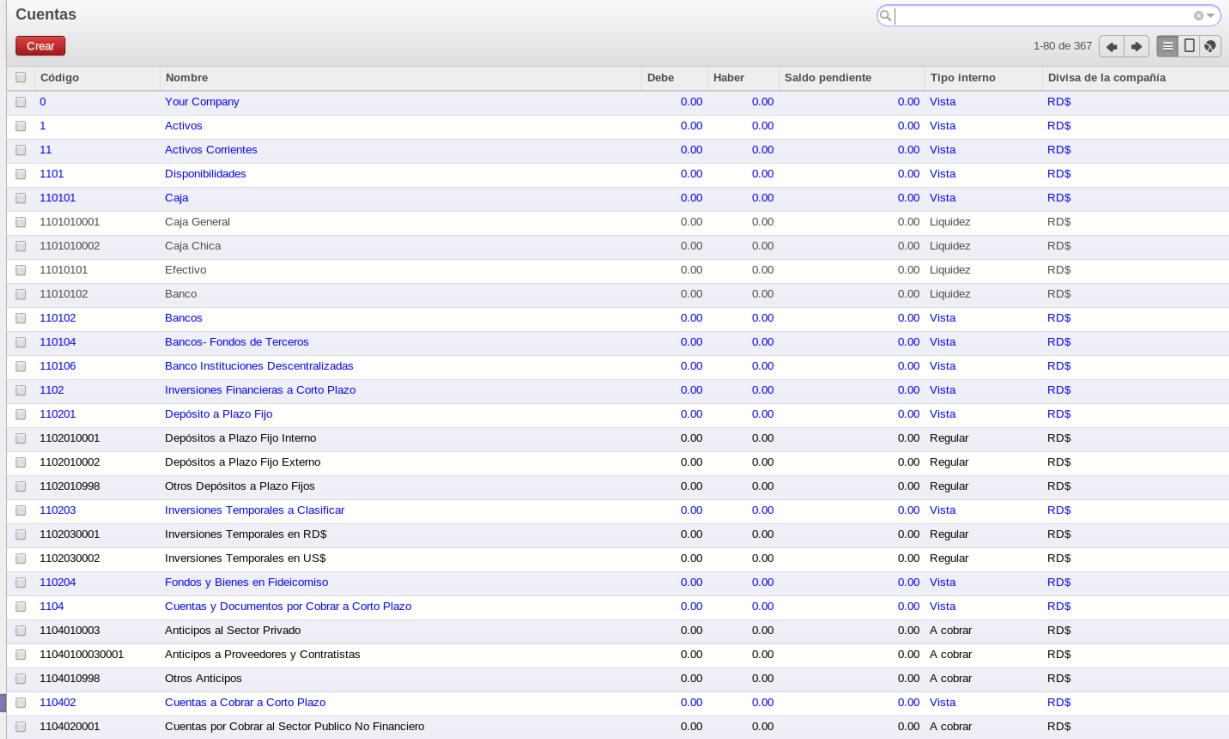 Cuentas
Crear
1-80 de 367
Código Nombre Debe Haber Saldo pendiente Tipo interno Divisa de la compañía
0 Your Company 0.00 0.00 0.00 Vista RD$
1 Activos 0.00 0.00 0.00 Vista RD$
11 Activos Corrientes 0.00 0.00 0.00 Vista RD$
1101 Disponibilidades 0.00 0.00 0.00 Vista RD$
110101 Caja 0.00 0.00 0.00 Vista RD$
1101010001 Caja General 0.00 0.00 0.00 Liquidez RD$
1101010002 Caja Chica 0.00 0.00 0.00 Liquidez RD$
11010101 Efectivo 0.00 0.00 0.00 Liquidez RD$
11010102 Banco 0.00 0.00 0.00 Liquidez RD$
110102 Bancos 0.00 0.00 0.00 Vista RD$
110104 Bancos- Fondos de Terceros 0.00 0.00 0.00 Vista RD$
110106 Banco Instituciones Descentralizadas 0.00 0.00 0.00 Vista RD$
1102 Inversiones Financieras a Corto Plazo 0.00 0.00 0.00 Vista RD$
110201 Depósito a Plazo Fijo 0.00 0.00 0.00 Vista RD$
1102010001 Depósitos a Plazo Fijo Interno 0.00 0.00 0.00 Regular RD$
1102010002 Depósitos a Plazo Fijo Externo 0.00 0.00 0.00 Regular RD$
1102010998 Otros Depósitos a Plazo Fijos 0.00 0.00 0.00 Regular RD$
110203 Inversiones Temporales a Clasificar 0.00 0.00 0.00 Vista RD$
1102030001 Inversiones Temporales en RD$ 0.00 0.00 0.00 Regular RD$
1102030002 Inversiones Temporales en US$ 0.00 0.00 0.00 Regular RD$
110204 Fondos y Bienes en Fideicomiso 0.00 0.00 0.00 Vista RD$
1104 Cuentas y Documentos por Cobrar a Corto Plazo 0.00 0.00 0.00 Vista RD$
1104010003 Anticipos al Sector Privado 0.00 0.00 0.00 A cobrar RD$
11040100030001 Anticipos a Proveedores y Contratistas 0.00 0.00 0.00 A cobrar RD$
1104010998 Otros Anticipos 0.00 0.00 0.00 A cobrar RD$
110402 Cuentas a Cobrar a Corto Plazo 0.00 0.00 0.00 Vista RD$
1104020001 Cuentas por Cobrar al Sector Publico No Financiero 0.00 0.00 0.00 A cobrar RD$